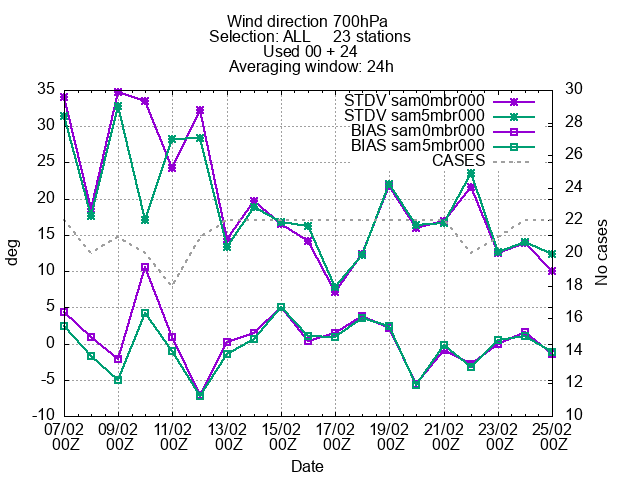 Wind direction 700hPa
Selection: ALL 23 stations
Used 00 + 24
Averaging window: 24h
STDV sam0mbr000
STDV sam5mbr000
BIAS sam0mbr000
BIAS sam5mbr000
CASES
35
30
25
20
15
10
5
0
-5
-10
deg
30
28
26
24
22
20
18
16
14
12
10
No cases
07/02 09/02 11/02 13/02 15/02 17/02 19/02 21/02 23/02 25/02
00Z 00Z 00Z 00Z 00Z 00Z 00Z 00Z 00Z 00Z
Date